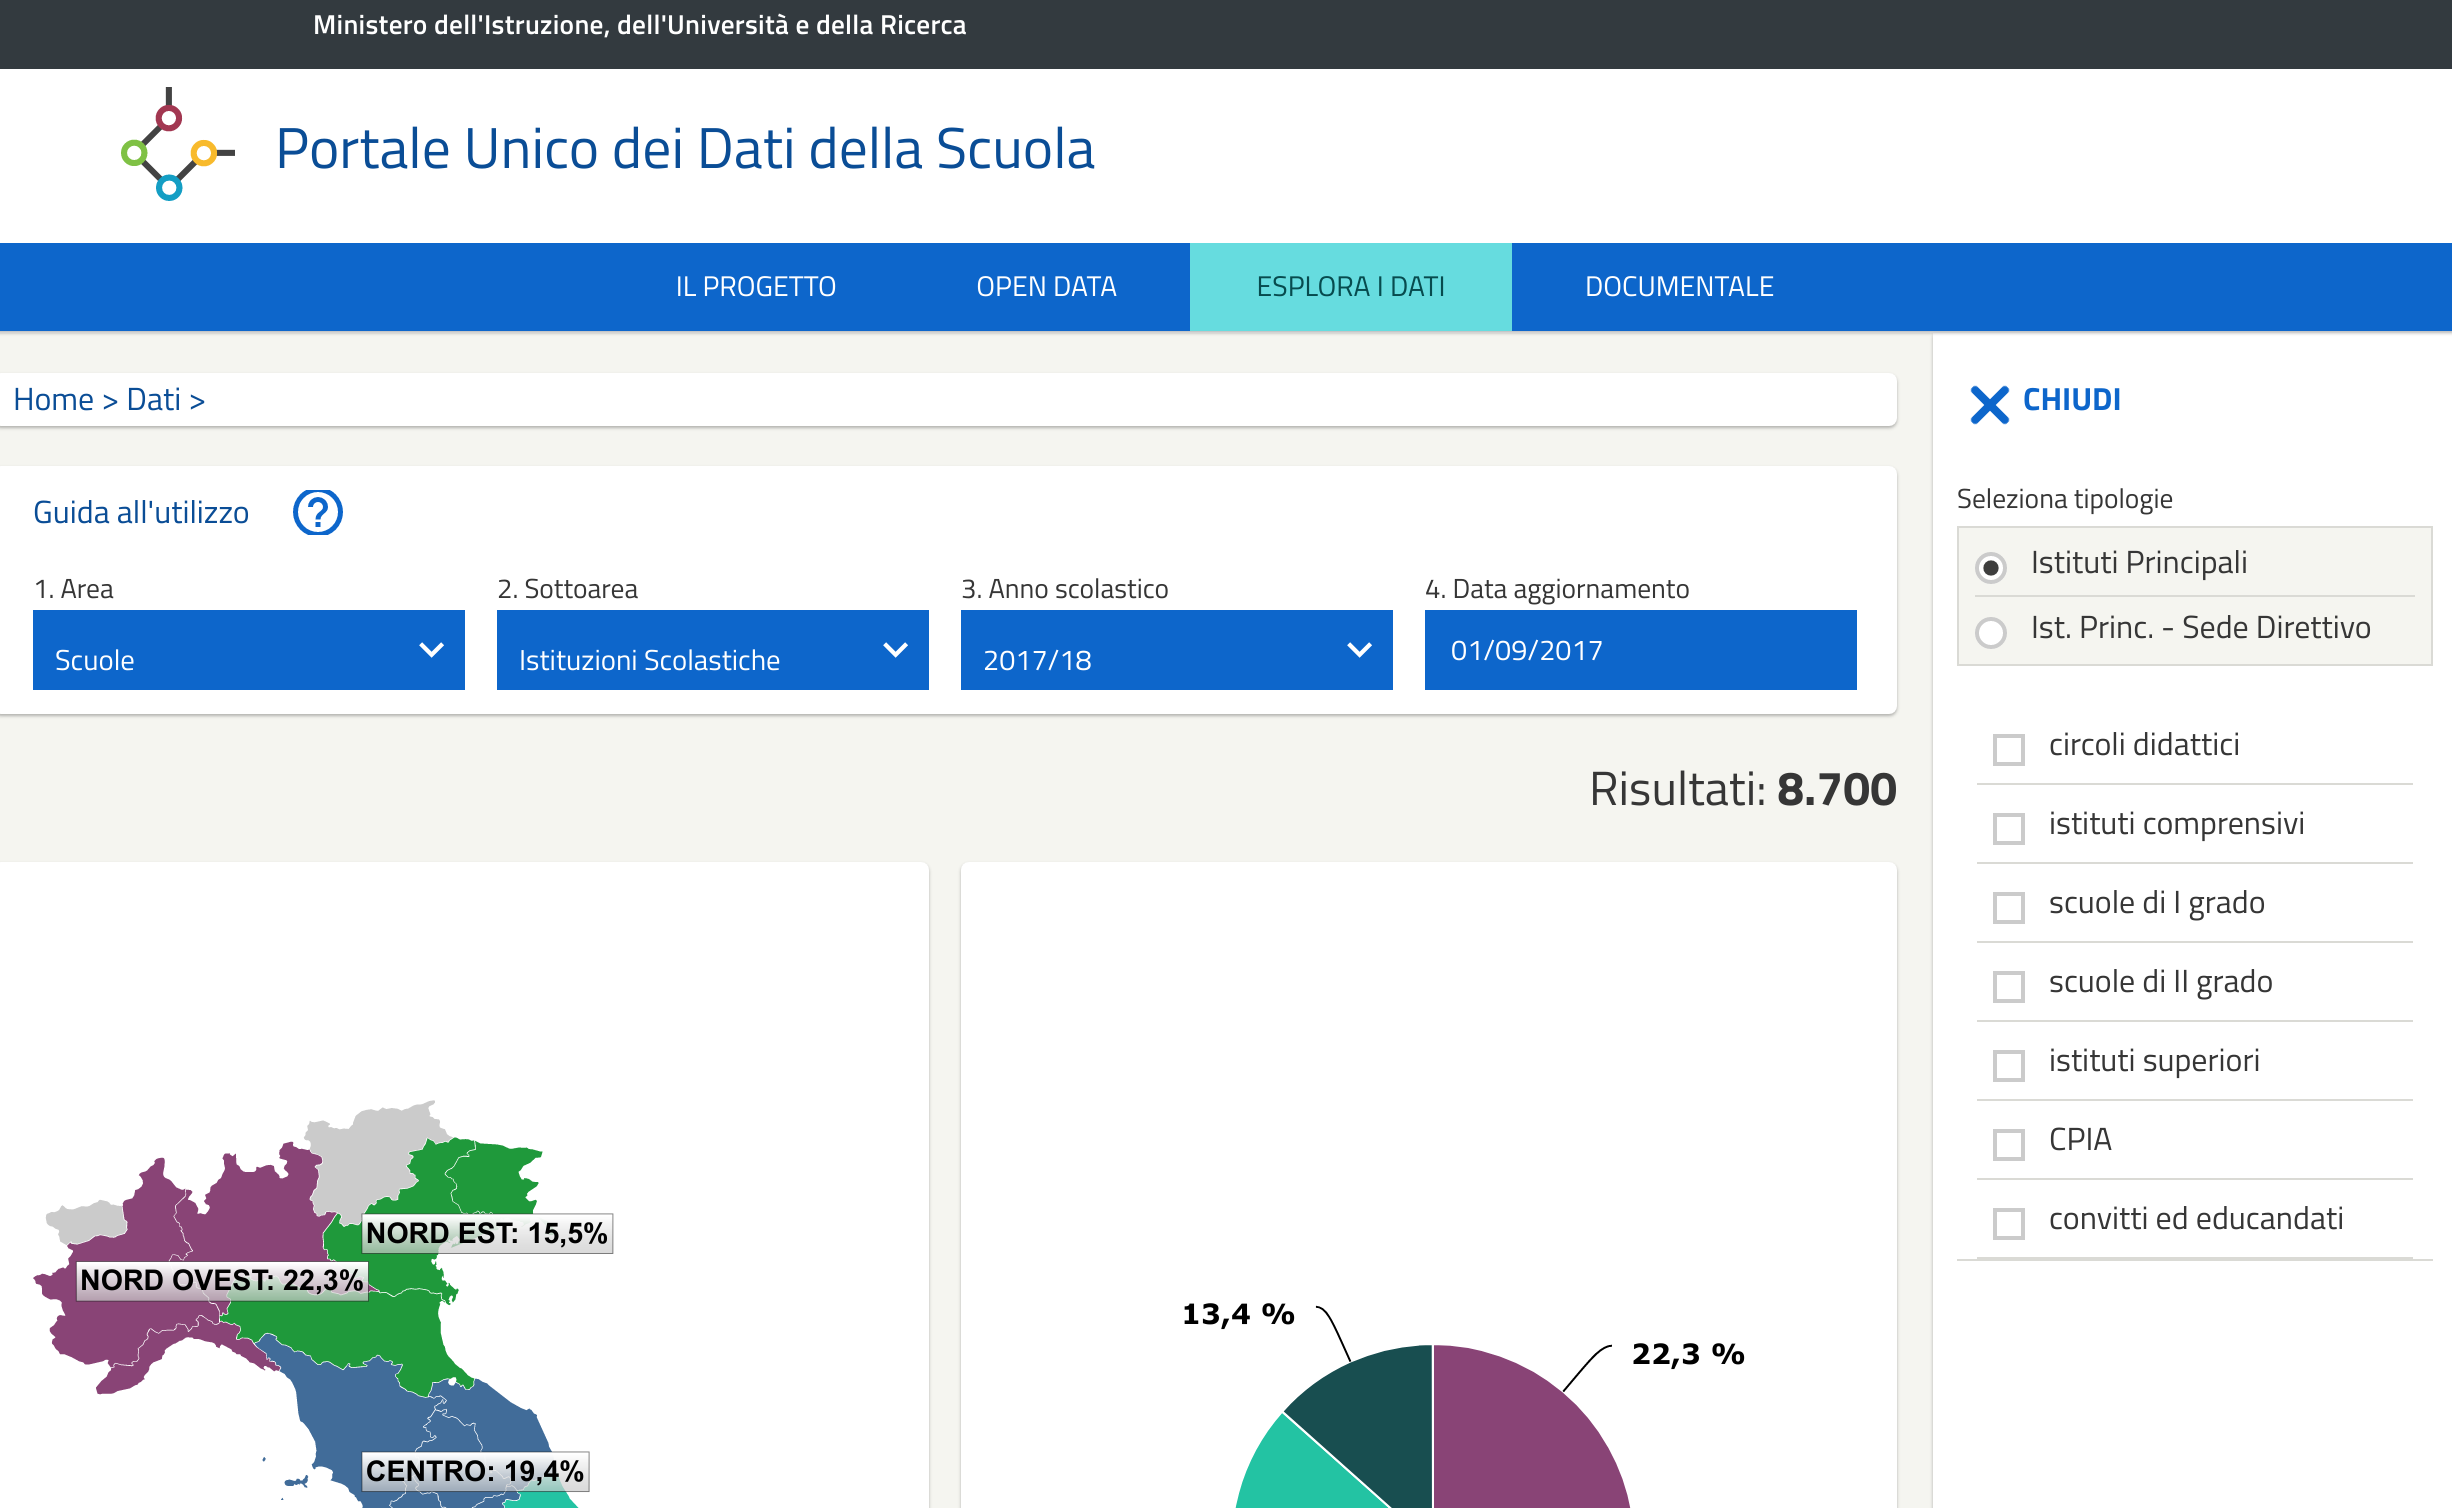 Ministero dell'Istruzione, dell'Università e della Ricerca
Portale Unico dei Dati della Scuola
IL PROGETTO
OPEN DATA
ESPLORA I DATI
DOCUMENTALE
Home > Dati >
Guida all'utilizzo ?
1. Area
Scuole
2. Sottoarea
Istituzioni Scolastiche
3. Anno scolastico
2017/18
4. Data aggiornamento
01/09/2017
Risultati: 8.700
NORD EST: 15,5%
NORD OVEST: 22,3%
CENTRO: 19,4%
13,4 %
22,3 %
CHIUDI
Seleziona tipologie
Istituti Principali
Ist. Princ. - Sede Direttivo
circoli didattici
istituti comprensivi
scuole di I grado
scuole di II grado
istituti superiori
CPIA
convitti ed educandati